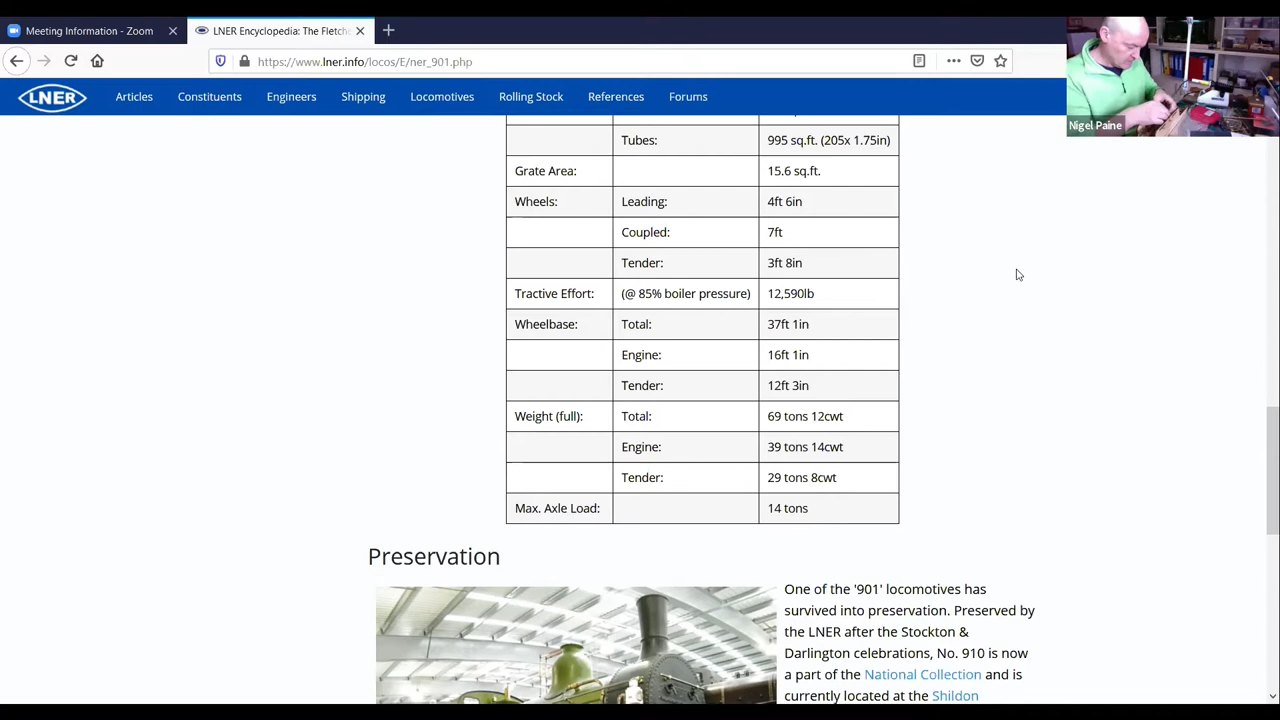 Meeting Information - Zoom
LNER Encyclopedia: The Fletche
https://www.lner.info/locos/E/ner_901.php
LNER
Articles
Constituents
Engineers
Shipping
Locomotives
Rolling Stock
References
Forums
Nigel Paine
Tubes: 995 sq.ft. (205x 1.75in)
Grate Area: 15.6 sq.ft.
Wheels: Leading: 4ft 6in
Coupled: 7ft
Tender: 3ft 8in
Tractive Effort: (@ 85% boiler pressure) 12,590lb
Wheelbase: Total: 37ft 1in
Engine: 16ft 1in
Tender: 12ft 3in
Weight (full): Total: 69 tons 12cwt
Engine: 39 tons 14cwt
Tender: 29 tons 8cwt
Max. Axle Load: 14 tons
Preservation
One of the '901' locomotives has
survived into preservation. Preserved by
the LNER after the Stockton &
Darlington celebrations, No. 910 is now
a part of the National Collection and is
currently located at the Shildon